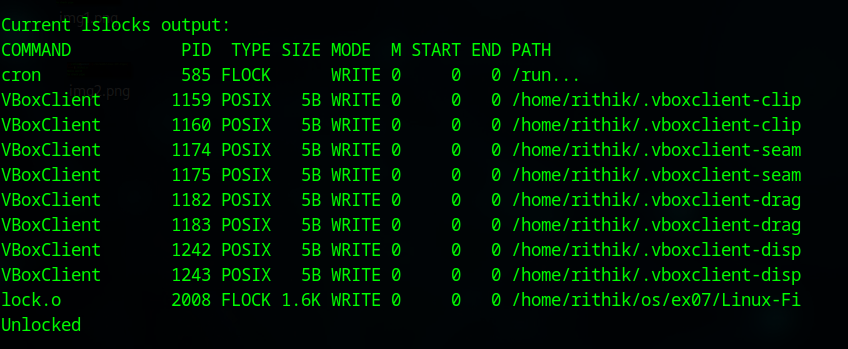 Current lslocks output:
COMMAND PID TYPE SIZE MODE M START END PATH
cron 585 FLOCK WRITE 0 0 0 /run...
VBoxClient 1159 POSIX 5B WRITE 0 0 0 /home/rithik/.vboxclient-clip
VBoxClient 1160 POSIX 5B WRITE 0 0 0 /home/rithik/.vboxclient-clip
VBoxClient 1174 POSIX 5B WRITE 0 0 0 /home/rithik/.vboxclient-seam
VBoxClient 1175 POSIX 5B WRITE 0 0 0 /home/rithik/.vboxclient-seam
VBoxClient 1182 POSIX 5B WRITE 0 0 0 /home/rithik/.vboxclient-drag
VBoxClient 1183 POSIX 5B WRITE 0 0 0 /home/rithik/.vboxclient-drag
VBoxClient 1242 POSIX 5B WRITE 0 0 0 /home/rithik/.vboxclient-disp
VBoxClient 1243 POSIX 5B WRITE 0 0 0 /home/rithik/.vboxclient-disp
lock.o 2008 FLOCK 1.6K WRITE 0 0 0 /home/rithik/os/ex07/Linux-Fi
Unlocked